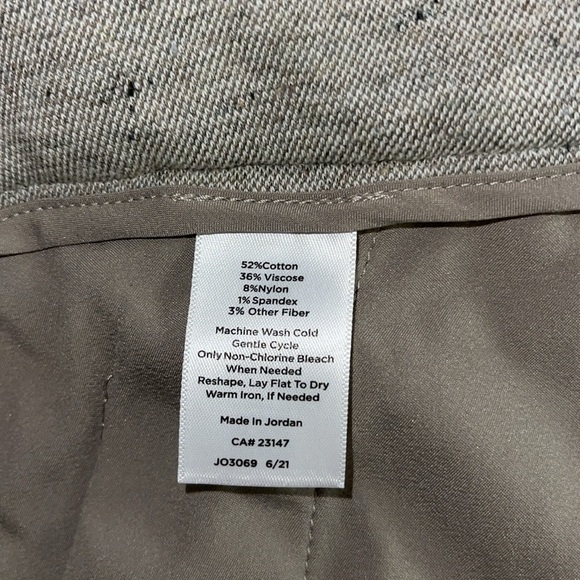 52%Cotton
36% Viscose
8%Nylon
1% Spandex
3% Other Fiber
Machine Wash Cold
Gentle Cycle
Only Non-Chlorine Bleach
When Needed
Reshape, Lay Flat To Dry
Warm Iron, If Needed
Made In Jordan
CA# 23147
JO3069 6/21